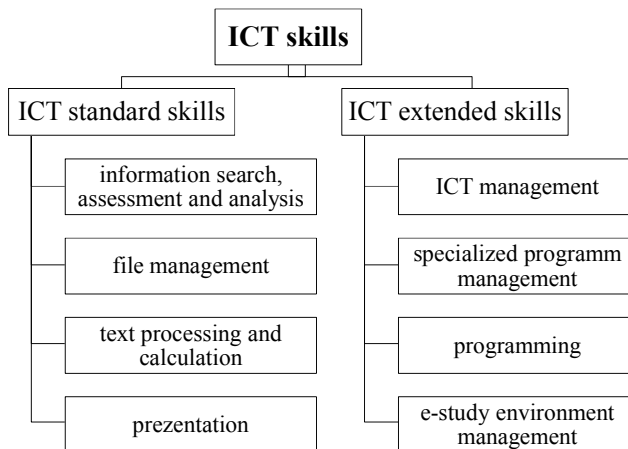 ICT skills
ICT standard skills
information search,
assessment and analysis
file management
text processing and
calculation
prezentation
ICT extended skills
ICT management
specialized programm
management
programming
e-study environment
management